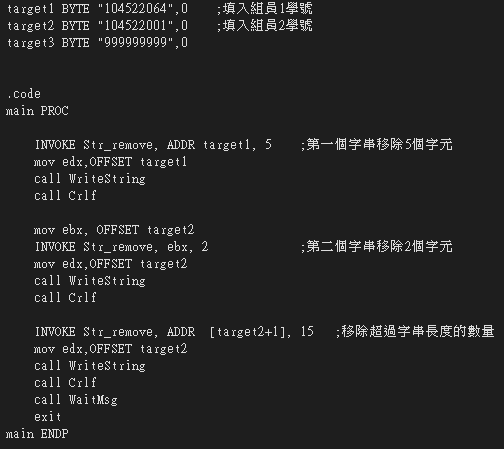 target1 BYTE "104522064",0    ;填入組員1學號
target2 BYTE "104522001",0    ;填入組員2學號
target3 BYTE "999999999",0
.code
main PROC
INVOKE Str_remove, ADDR target1, 5    ;第一個字串移除5個字元
mov edx,OFFSET target1
call WriteString
call Crlf
mov ebx, OFFSET target2
INVOKE Str_remove, ebx, 2    ;第二個字串移除2個字元
mov edx,OFFSET target2
call WriteString
call Crlf
INVOKE Str_remove, ADDR  [target2+1], 15    ;移除超過字串長度的數量
mov edx,OFFSET target2
call WriteString
call Crlf
call WaitMsg
exit
main ENDP